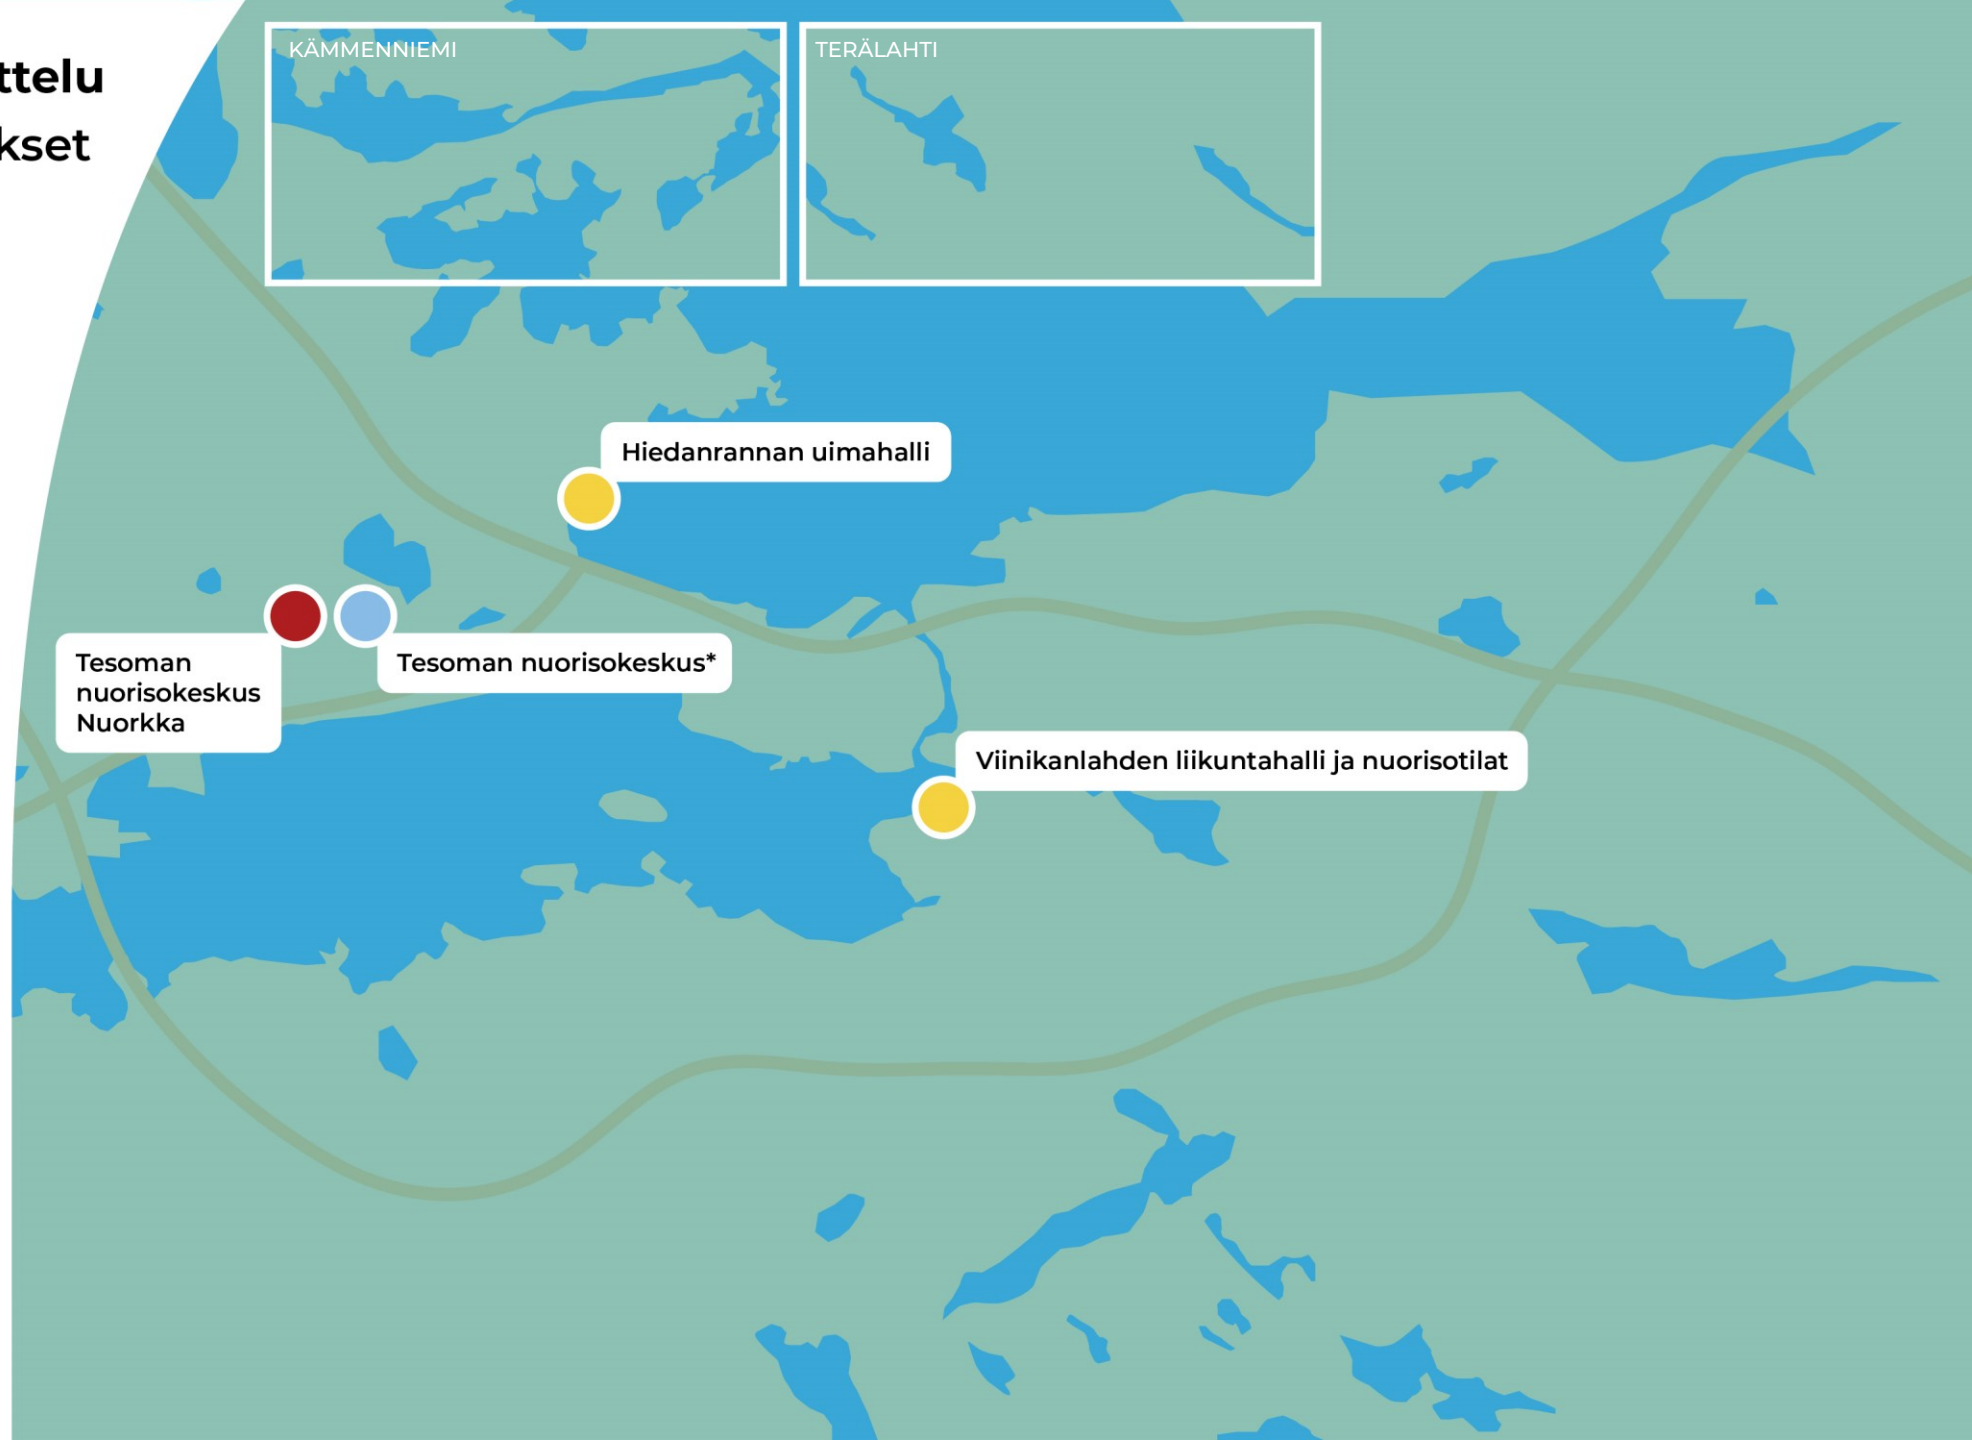 ttelu
kset
KÄMMENNIEMI
TERÄLAHTI
Hiedanrannan uimahalli
Tesoman
nuorisokeskus
Nuorkka
Tesoman nuorisokeskus*
Viinikanlahden liikuntahalli ja nuorisotilat